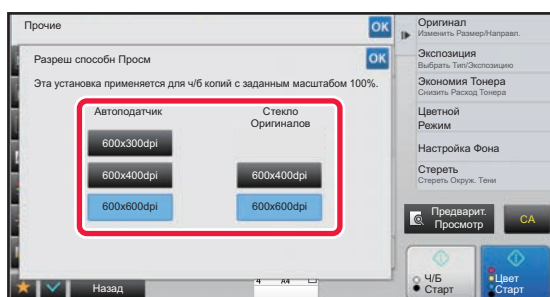 Прочие
OK
Разреш способн Просм
OK
Эта установка применяется для ч/б копий с заданным масштабом 100%.
Автоподатчик
Стекло
Оригиналов
600x300dpi
600x400dpi
600x400dpi
600x600dpi
600x600dpi
Назад
4 A4
Оригинал
Изменить Размер/Направл.
Экспозиция
Выбрать Тип/Экспозицию
Экономия Тонера
Снизить Расход Тонера
Цветной
Режим
Настройка Фона
Стереть
Стереть Окруж. Тени
Предварит.
Просмотр
CA
Ч/Б
Старт
Цвет
Старт